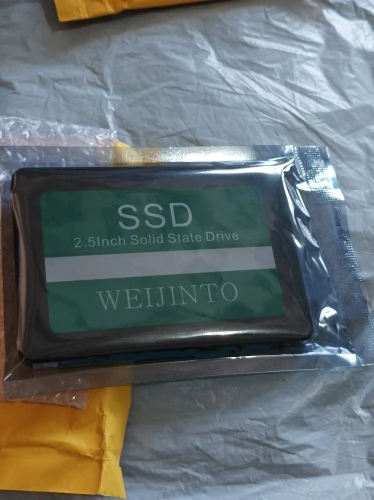 SSD
2.5Inch Solid State Drive
WEIJINTO